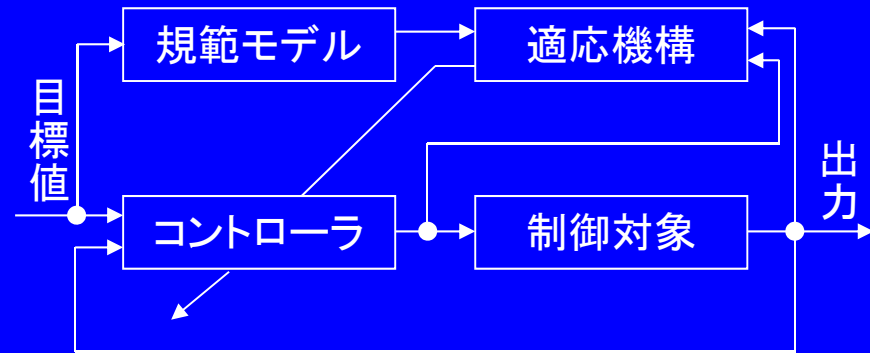 規範モデル
適応機構
目標値
出力
コントローラ
制御対象